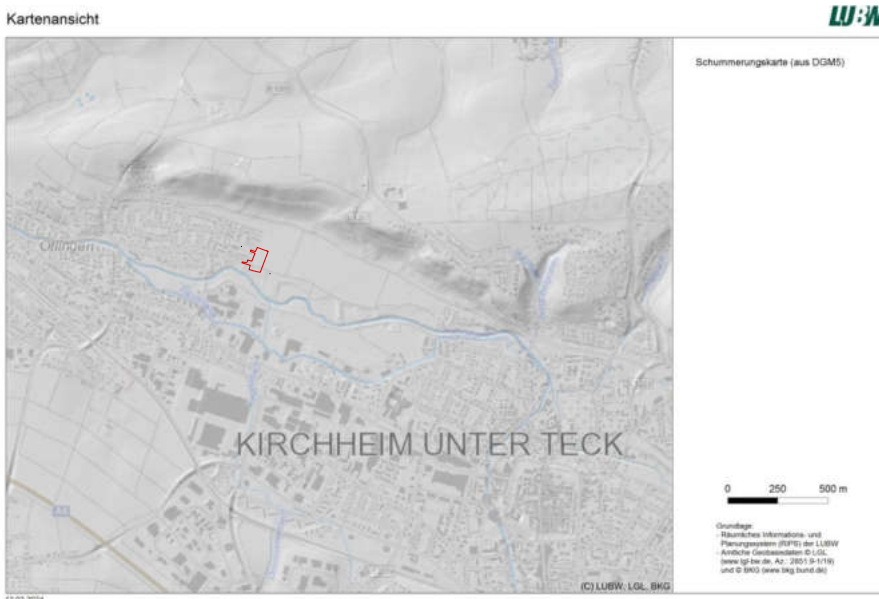 Kartenansicht
LUBW
Schummerungskarte (aus DGM5)
Ötlingen
KIRCHHEIM UNTER TECK
0 250 500 m
Grundlage:
- Räumliches Informations- und
Planungssystem (RIPS) der LUBW
- Amtliche Geobasisdaten © LGL
(www.lgl-bw.de, Az.: 2851.9-1/19)
und © BKG (www.bkg.bund.de)
(C) LUBW, LGL, BKG